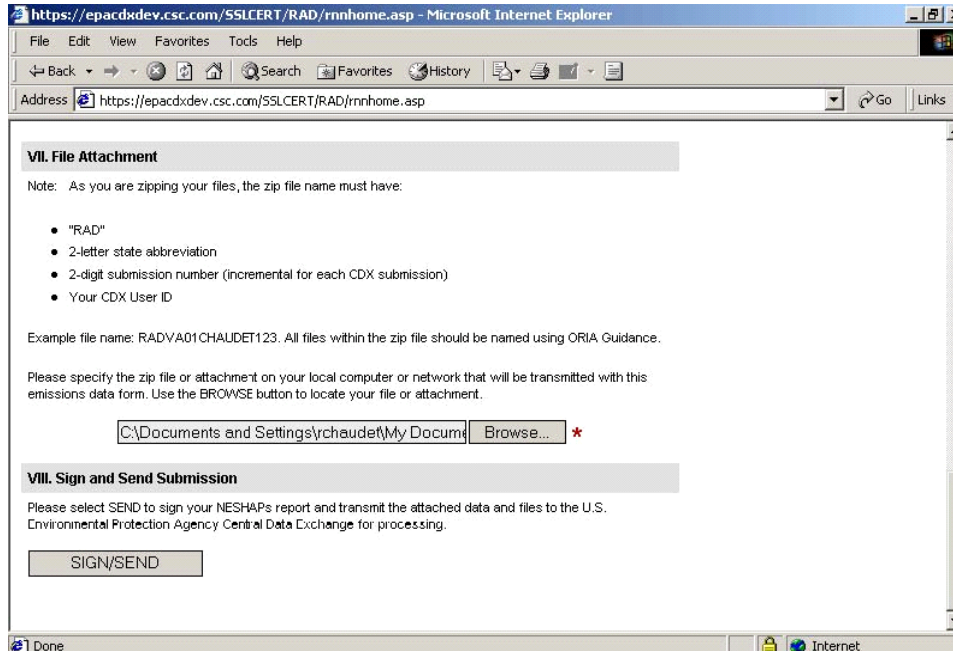 https://epacdxdev.csc.com/SSLCERT/RAD/rnnhome.asp - Microsoft Internet Explorer
File Edit View Favorites Tools Help
Back Search Favorites History
Address https://epacdxdev.csc.com/SSLCERT/RAD/rnnhome.asp Go Links
VII. File Attachment
Note: As you are zipping your files, the zip file name must have:
"RAD"
2-letter state abbreviation
2-digit submission number (incremental for each CDX submission)
Your CDX User ID
Example file name: RADVA01CHAUDET123. All files within the zip file should be named using ORIA Guidance.
Please specify the zip file or attachment on your local computer or network that will be transmitted with this
emissions data form. Use the BROWSE button to locate your file or attachment.
C:\Documents and Settings\rchaudet\My Docume Browse... *
VIII. Sign and Send Submission
Please select SEND to sign your NESHAPs report and transmit the attached data and files to the U.S.
Environmental Protection Agency Central Data Exchange for processing.
SIGN/SEND
Done Internet